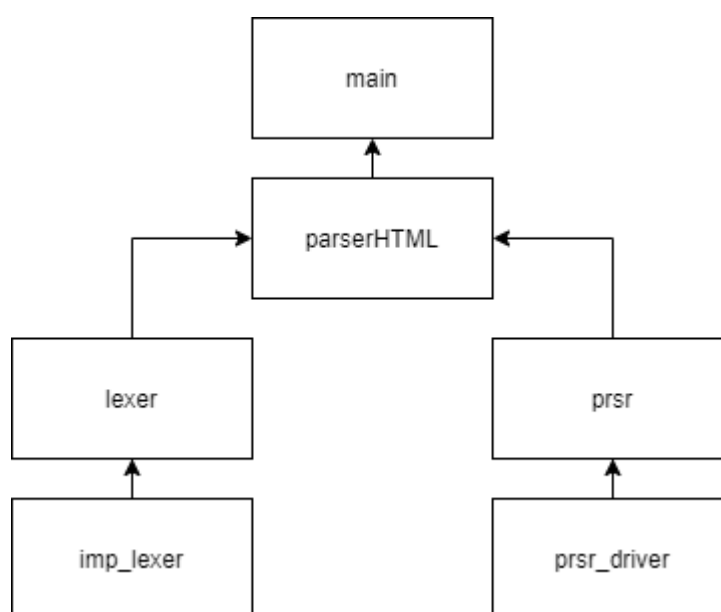 main
parserHTML
lexer
prsr
imp_lexer
prsr_driver